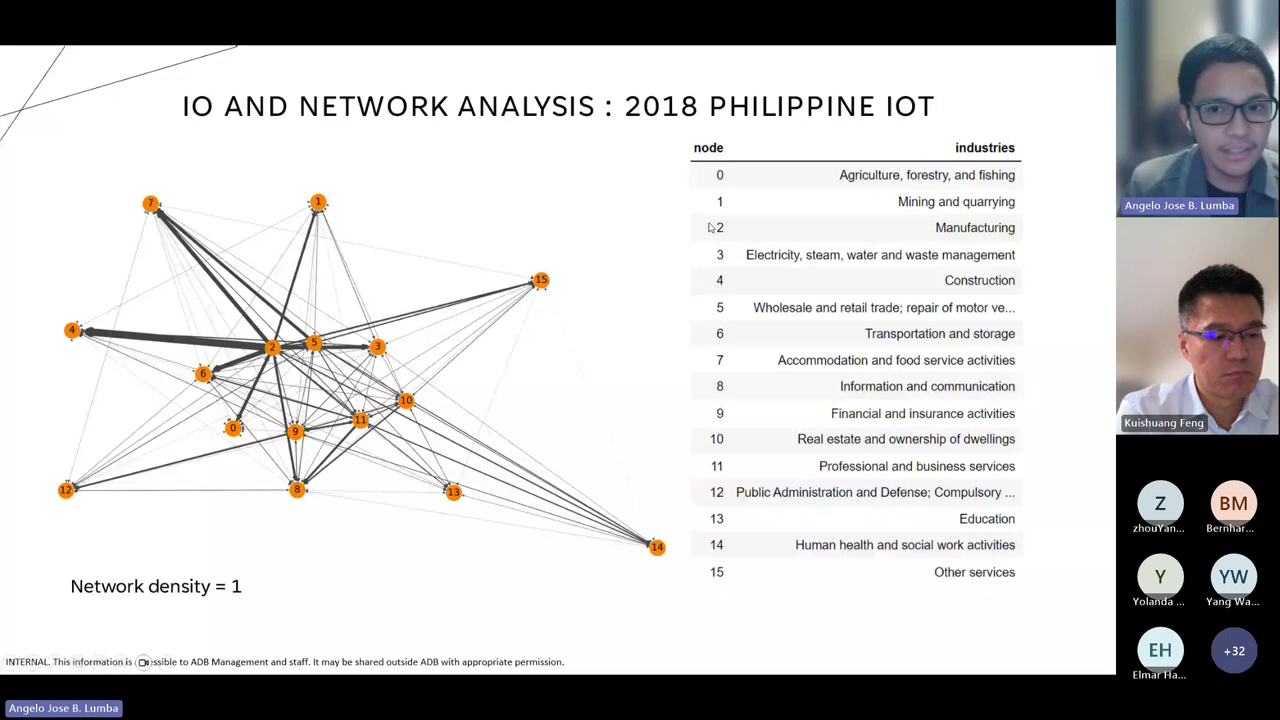 IO AND NETWORK ANALYSIS : 2018 PHILIPPINE IOT
node industries
0 Agriculture, forestry, and fishing
1 Mining and quarrying
2 Manufacturing
3 Electricity, steam, water and waste management
4 Construction
5 Wholesale and retail trade; repair of motor ve...
6 Transportation and storage
7 Accommodation and food service activities
8 Information and communication
9 Financial and insurance activities
10 Real estate and ownership of dwellings
11 Professional and business services
12 Public Administration and Defense; Compulsory ...
13 Education
14 Human health and social work activities
15 Other services
7
1
15
4
2
5
3
6
10
11
0
9
12
8
13
14
Network density = 1
INTERNAL. This information is accessible to ADB Management and staff. It may be shared outside ADB with appropriate permission.
Angelo Jose B. Lumba
Angelo Jose B. Lumba
Kuishuang Feng
Z
zhouYan...
BM
Bernhar...
Y
Yolanda ...
YW
Yang Wa...
EH
Elmar Ha...
+32